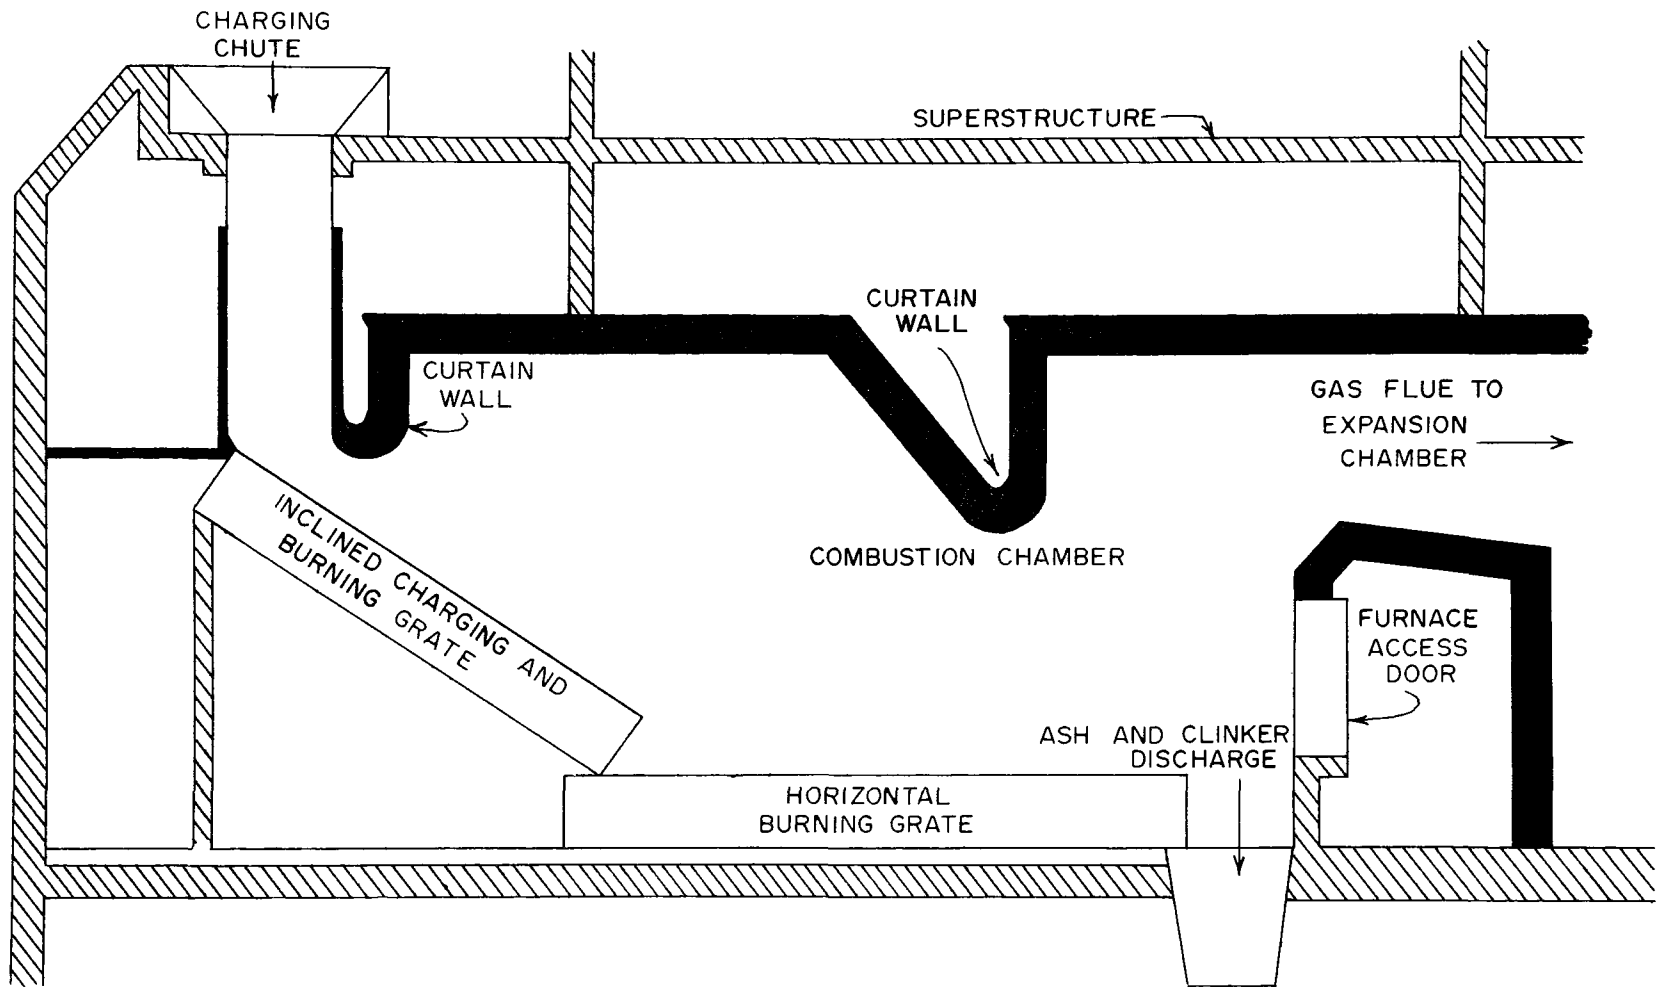 CHARGING
CHUTE
SUPERSTRUCTURE
CURTAIN
WALL
CURTAIN
WALL
GAS FLUE TO
EXPANSION
CHAMBER
INCLINED CHARGING AND
BURNING GRATE
COMBUSTION CHAMBER
FURNACE
ACCESS
DOOR
ASH AND CLINKER
DISCHARGE
HORIZONTAL
BURNING GRATE